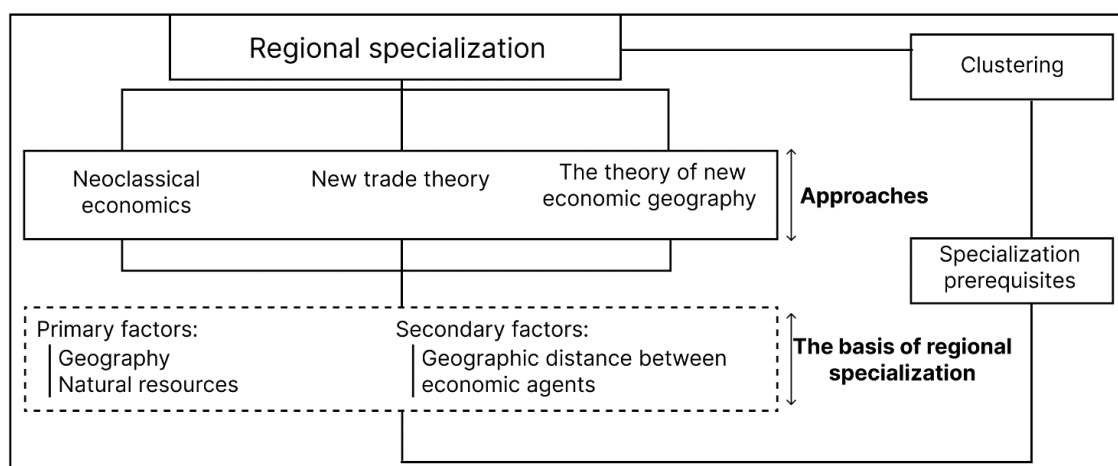 Regional specialization
Clustering
Neoclassical
economics
New trade theory
The theory of new
economic geography
Approaches
Specialization
prerequisites
Primary factors:
Geography
Natural resources
Secondary factors:
Geographic distance between
economic agents
The basis of regional
specialization